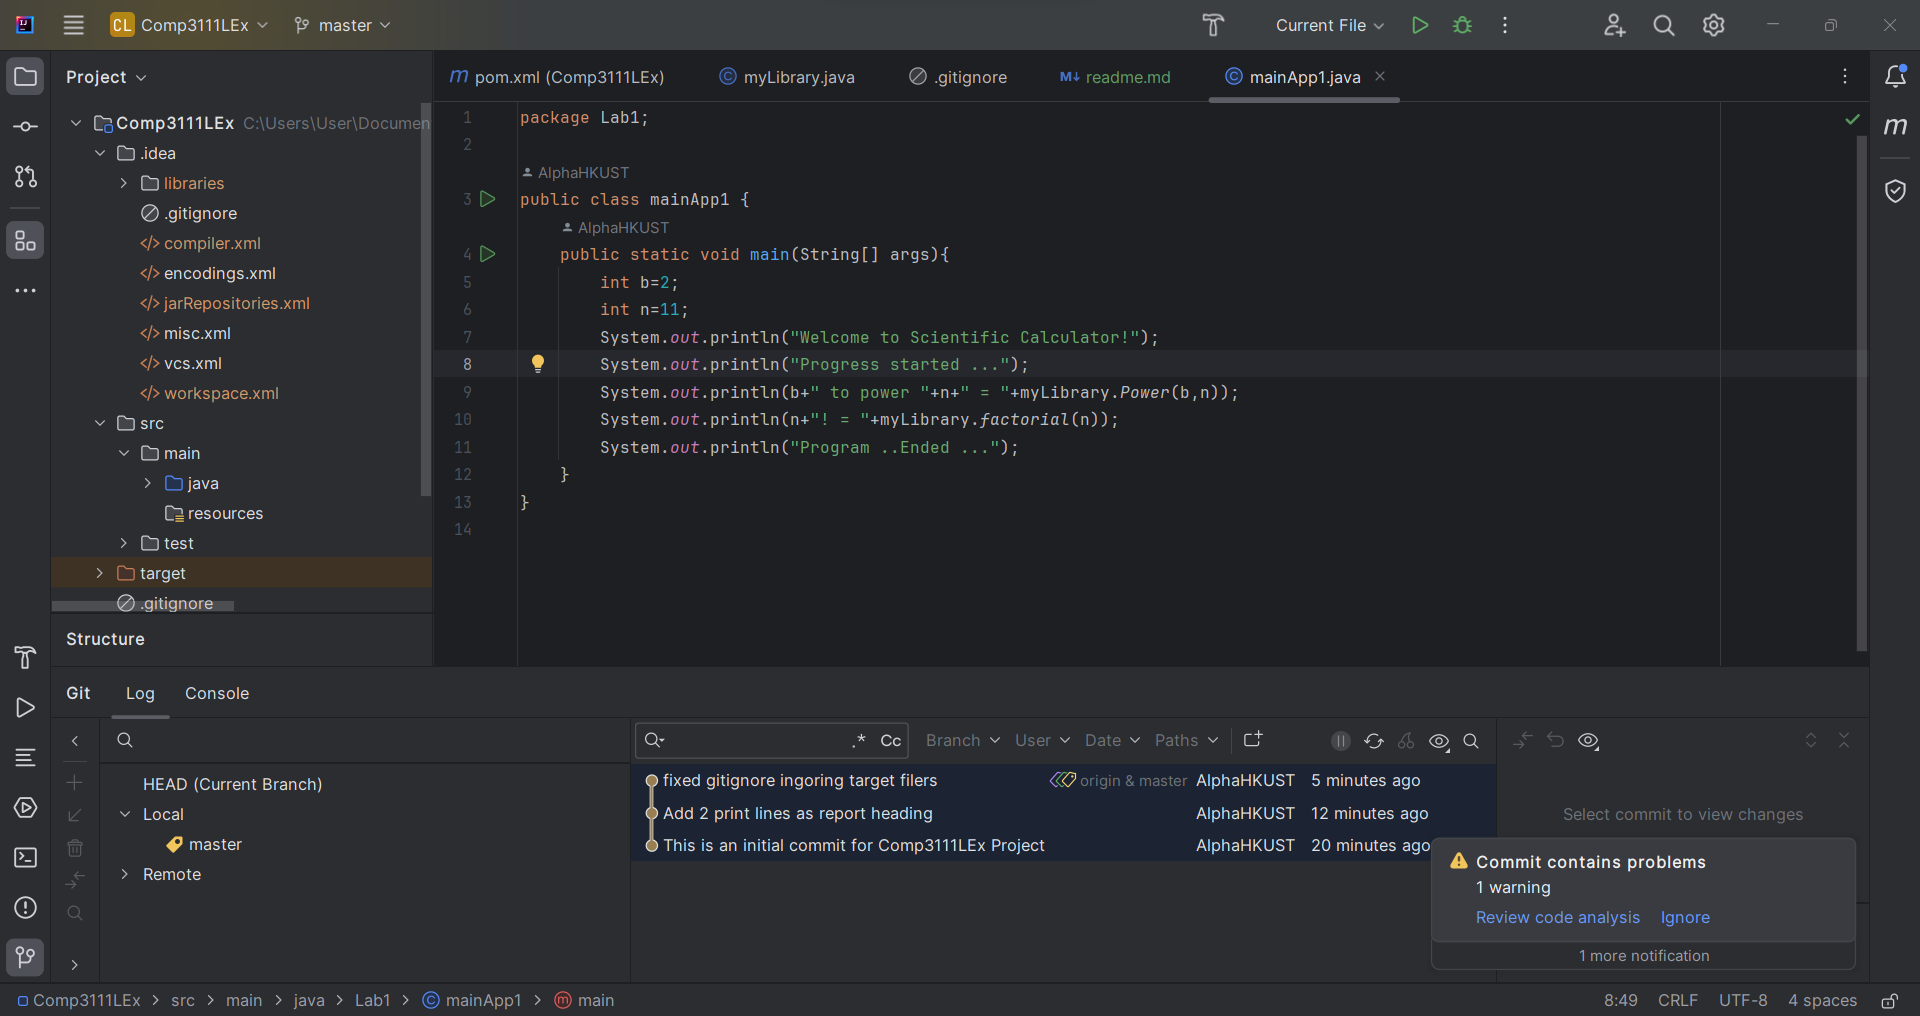 CL Comp3111LEx master Current File
Project
pom.xml (Comp3111LEx) myLibrary.java .gitignore readme.md mainApp1.java
Comp3111LEx C:\Users\User\Documen
.idea
libraries
.gitignore
compiler.xml
encodings.xml
jarRepositories.xml
misc.xml
vcs.xml
workspace.xml
src
main
java
resources
test
target
.gitignore
Structure
1 package Lab1;
2
AlphaHKUST
3 public class mainApp1 {
AlphaHKUST
4 public static void main(String[] args){
5 int b=2;
6 int n=11;
7 System.out.println("Welcome to Scientific Calculator!");
8 System.out.println("Progress started ...");
9 System.out.println(b+" to power "+n+" = "+myLibrary.Power(b,n));
10 System.out.println(n+"! = "+myLibrary.factorial(n));
11 System.out.println("Program ..Ended ...");
12 }
13 }
14
Git Log Console
.* Cc Branch User Date Paths
HEAD (Current Branch)
Local
master
Remote
fixed gitignore ingoring target filers origin & master AlphaHKUST 5 minutes ago
Add 2 print lines as report heading AlphaHKUST 12 minutes ago
This is an initial commit for Comp3111LEx Project AlphaHKUST 20 minutes ago
Select commit to view changes
Commit contains problems
1 warning
Review code analysis Ignore
1 more notification
Comp3111LEx > src > main > java > Lab1 > mainApp1 > main
8:49 CRLF UTF-8 4 spaces